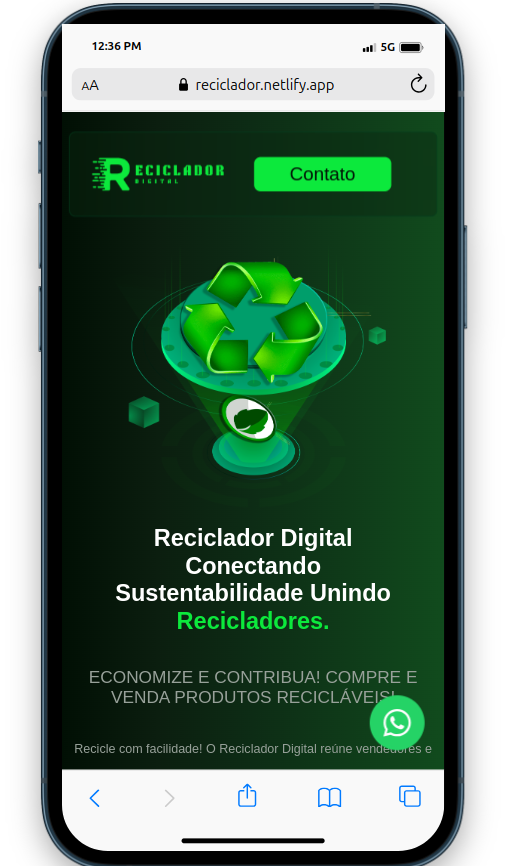 12:36 PM
5G
AA
reciclador.netlify.app
RECICLADOR
DIGITAL
Contato
Reciclador Digital
Conectando
Sustentabilidade Unindo
Recicladores.
ECONOMIZE E CONTRIBUA! COMPRE E
VENDA PRODUTOS RECICLÁVEIS!
Recicle com facilidade! O Reciclador Digital reúne vendedores e